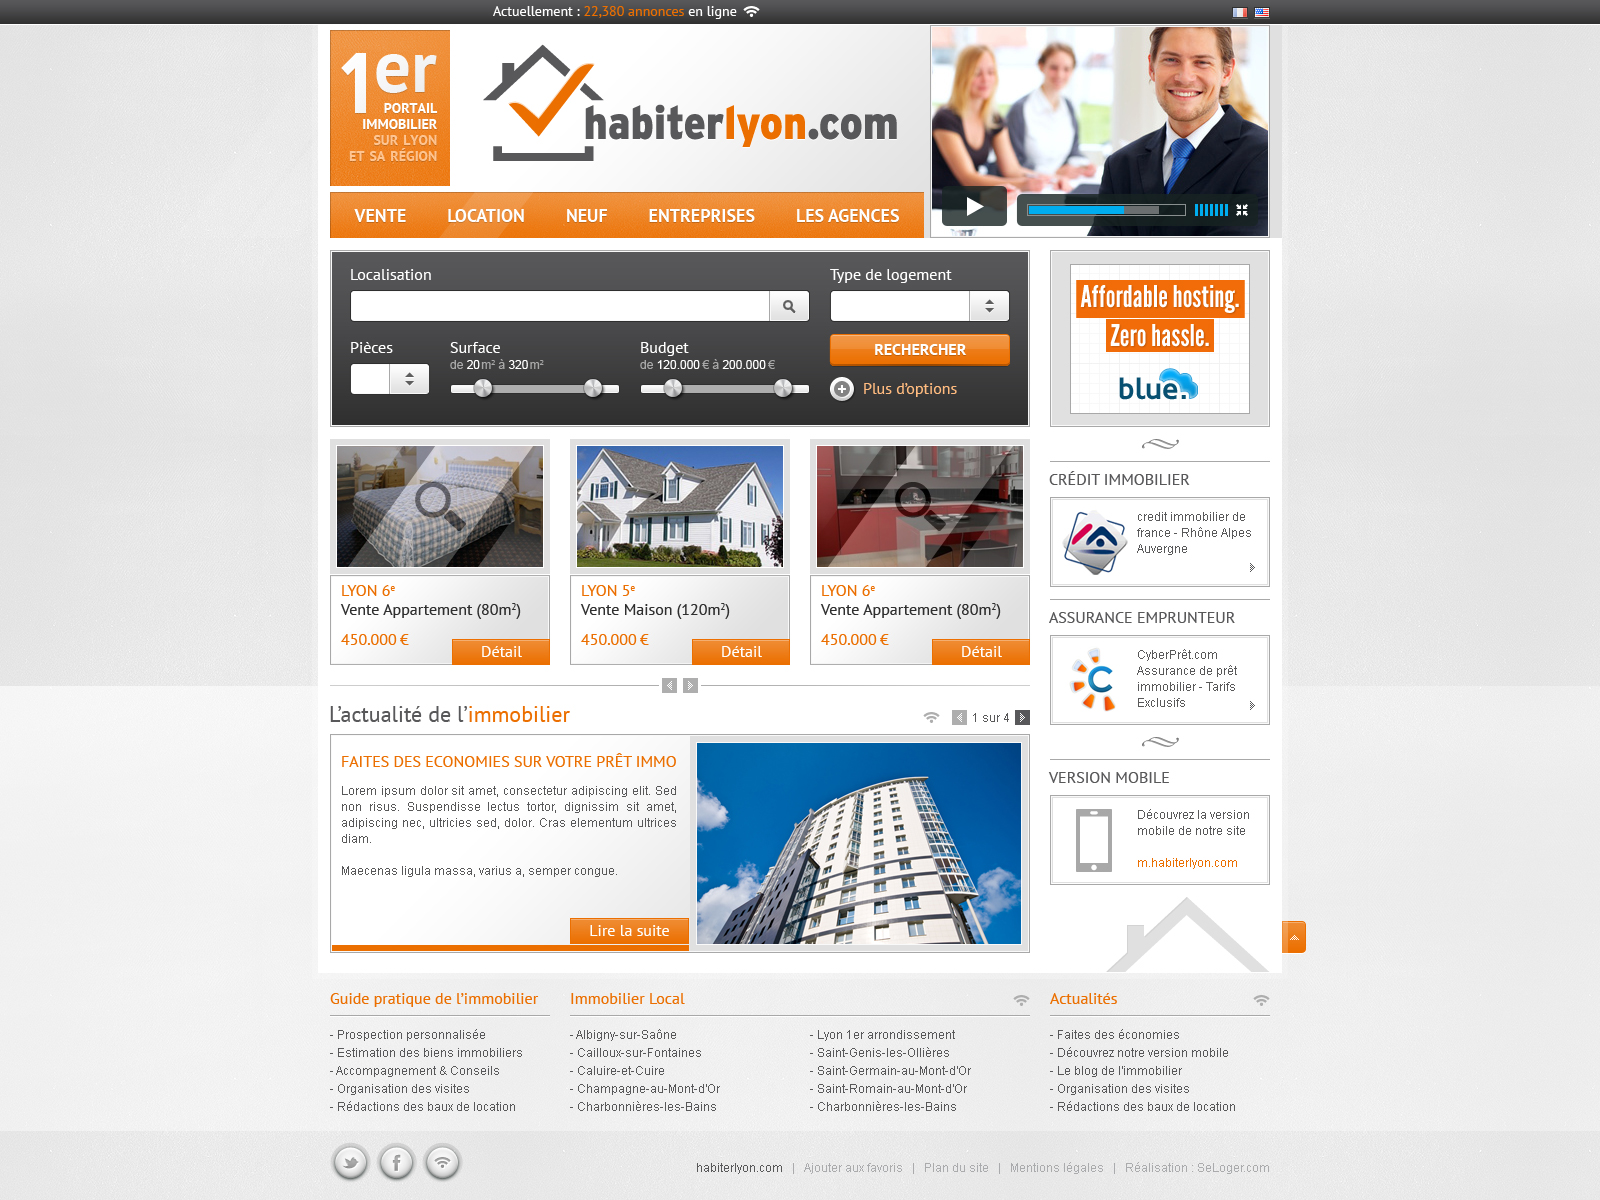 Actuellement : 22,380 annonces en ligne
1er
PORTAIL
IMMOBILIER
SUR LYON
ET SA RÉGION
habiterlyon.com
VENTE LOCATION NEUF ENTREPRISES LES AGENCES
Localisation
Type de logement
Pièces
Surface
de 20m² à 320m²
Budget
de 120.000 € à 200.000 €
RECHERCHER
Plus d'options
Affordable hosting.
Zero hassle.
blue.
LYON 6e
Vente Appartement (80m²)
450.000 €
Détail
LYON 5e
Vente Maison (120m²)
450.000 €
Détail
LYON 6e
Vente Appartement (80m²)
450.000 €
Détail
CRÉDIT IMMOBILIER
credit immobilier de
france - Rhône Alpes
Auvergne
ASSURANCE EMPRUNTEUR
CyberPrêt.com
Assurance de prêt
immobilier - Tarifs
Exclusifs
VERSION MOBILE
Découvrez la version
mobile de notre site
m.habiterlyon.com
L'actualité de l'immobilier
1 sur 4
FAITES DES ECONOMIES SUR VOTRE PRÊT IMMO
Lorem ipsum dolor sit amet, consectetur adipiscing elit. Sed
non risus. Suspendisse lectus tortor, dignissim sit amet,
adipiscing nec, ultricies sed, dolor. Cras elementum ultrices
diam.
Maecenas ligula massa, varius a, semper congue.
Lire la suite
Guide pratique de l'immobilier
- Prospection personnalisée
- Estimation des biens immobiliers
- Accompagnement & Conseils
- Organisation des visites
- Rédactions des baux de location
Immobilier Local
- Albigny-sur-Saône
- Cailloux-sur-Fontaines
- Caluire-et-Cuire
- Champagne-au-Mont-d'Or
- Charbonnières-les-Bains
- Lyon 1er arrondissement
- Saint-Genis-les-Ollières
- Saint-Germain-au-Mont-d'Or
- Saint-Romain-au-Mont-d'Or
- Charbonnières-les-Bains
Actualités
- Faites des économies
- Découvrez notre version mobile
- Le blog de l'immobilier
- Organisation des visites
- Rédactions des baux de location
habiterlyon.com | Ajouter aux favoris | Plan du site | Mentions légales | Réalisation : SeLoger.com